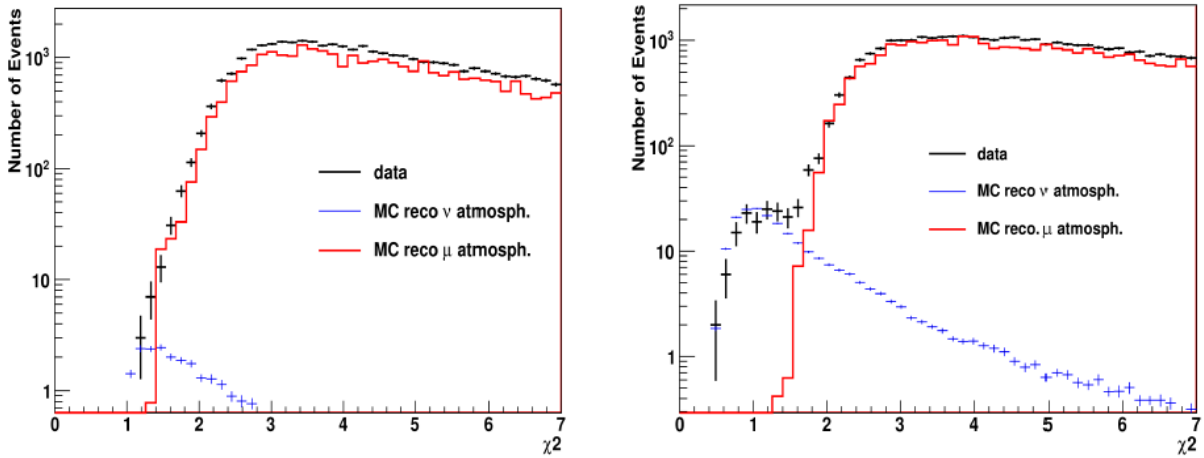 Number of Events
10³
10²
10
1
data
MC reco ν atmosph.
MC reco μ atmosph.
0 1 2 3 4 5 6 7
χ2
Number of Events
10³
10²
10
1
data
MC reco ν atmosph.
MC reco. μ atmosph.
0 1 2 3 4 5 6 7
χ2